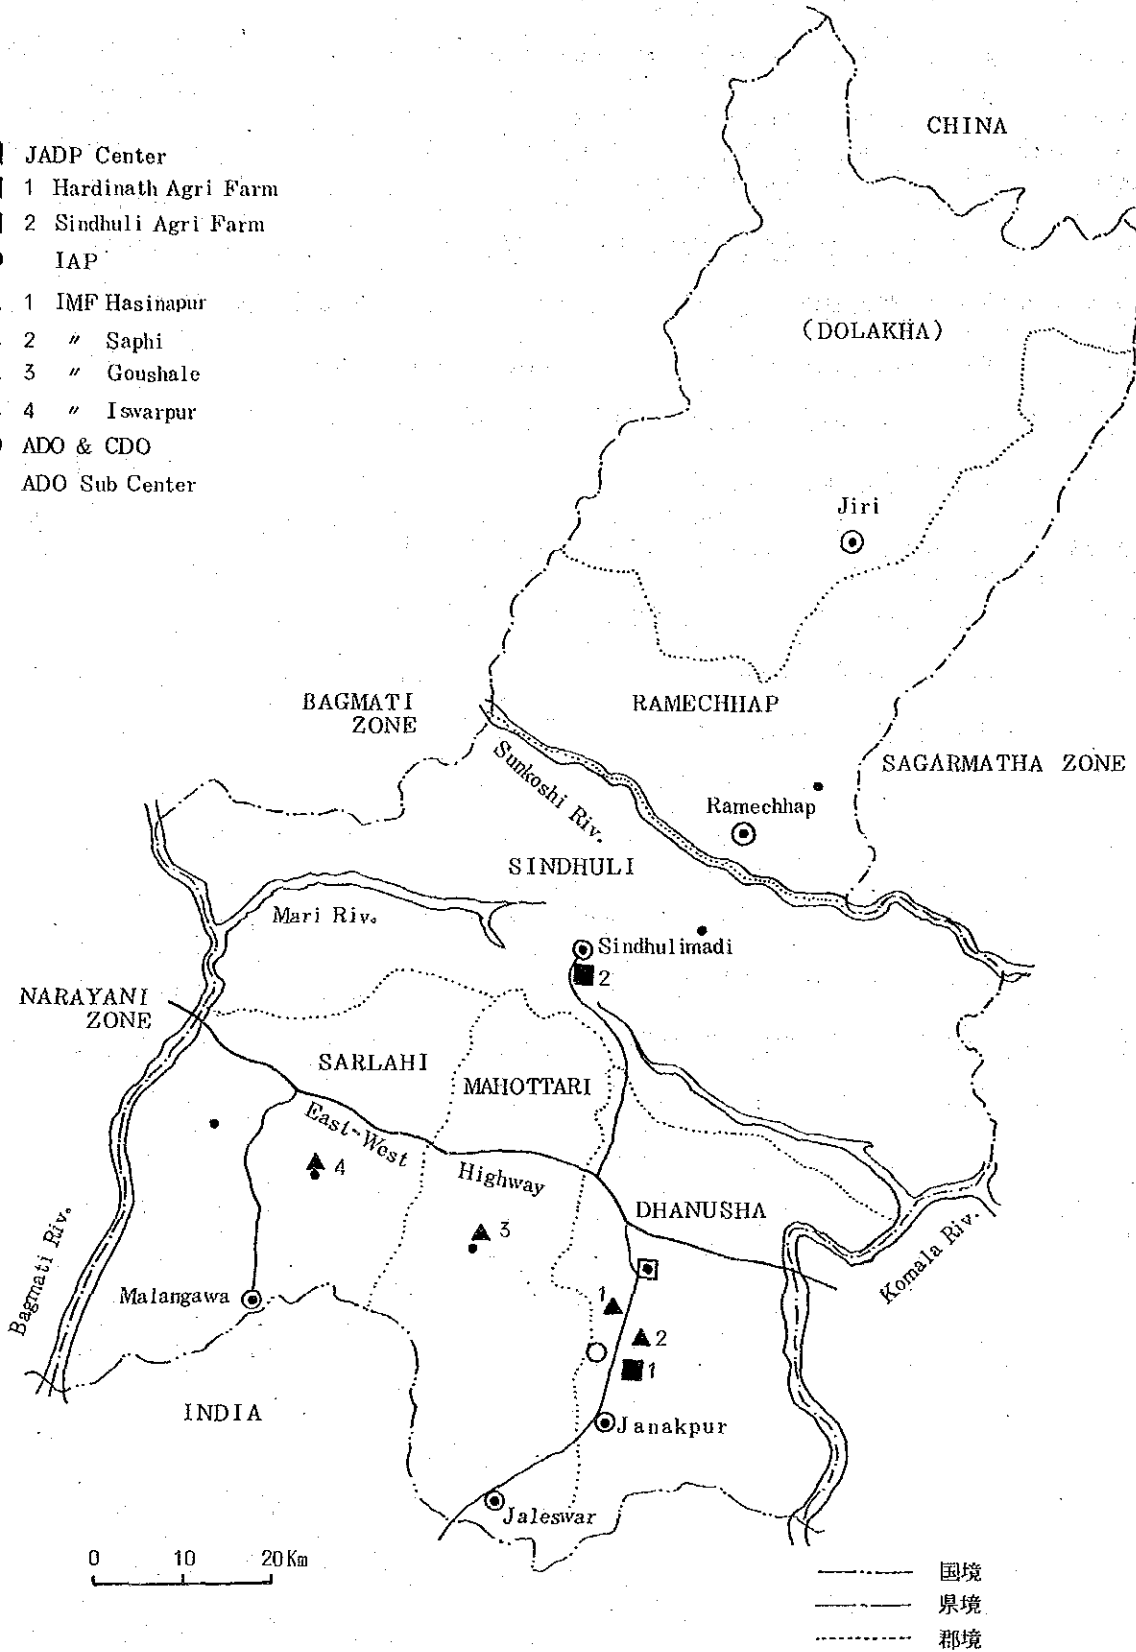 JADP Center
1 Hardinath Agri Farm
2 Sindhuli Agri Farm
IAP
1 IMF Hasinapur
2 〃 Saphi
3 〃 Goushale
4 〃 Iswarpur
ADO & CDO
ADO Sub Center
CHINA
(DOLAKHA)
Jiri
BAGMATI
ZONE
RAMECHHAP
SAGARMATHA ZONE
Sunkoshi Riv.
Ramechhap
SINDHULI
Mari Riv.
Sindhulimadi
2
NARAYANI
ZONE
SARLAHI
MAHOTTARI
East-West
Highway
4
3
DHANUSHA
Komala Riv.
Bagmati Riv.
Malangawa
1
2
1
INDIA
Janakpur
Jaleswar
0 10 20Km
国境
県境
郡境